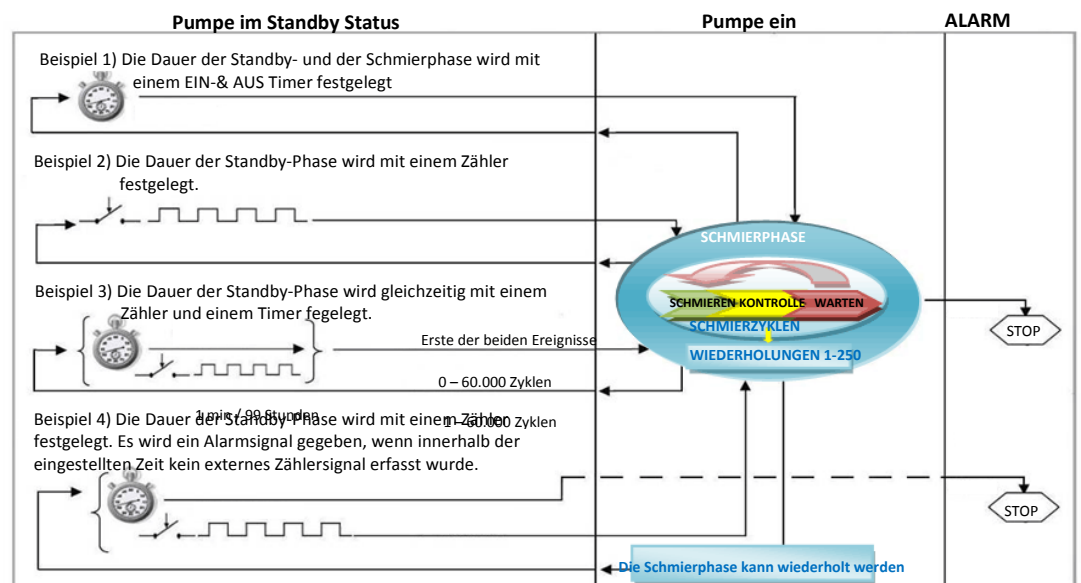 Pumpe im Standby Status
Pumpe ein
ALARM
Beispiel 1) Die Dauer der Standby- und der Schmierphase wird mit
einem EIN-& AUS Timer festgelegt
Beispiel 2) Die Dauer der Standby-Phase wird mit einem Zähler
festgelegt.
SCHMIERPHASE
SCHMIEREN KONTROLLE WARTEN
SCHMIERZYKLEN
WIEDERHOLUNGEN 1-250
STOP
Beispiel 3) Die Dauer der Standby-Phase wird gleichzeitig mit einem
Zähler und einem Timer fegelegt.
Erste der beiden Ereignisse
0 – 60.000 Zyklen
1 min / 99 Stunden
1 – 60.000 Zyklen
Beispiel 4) Die Dauer der Standby-Phase wird mit einem Zähler
festgelegt. Es wird ein Alarmsignal gegeben, wenn innerhalb der
eingestellten Zeit kein externes Zählersignal erfasst wurde.
STOP
Die Schmierphase kann wiederholt werden